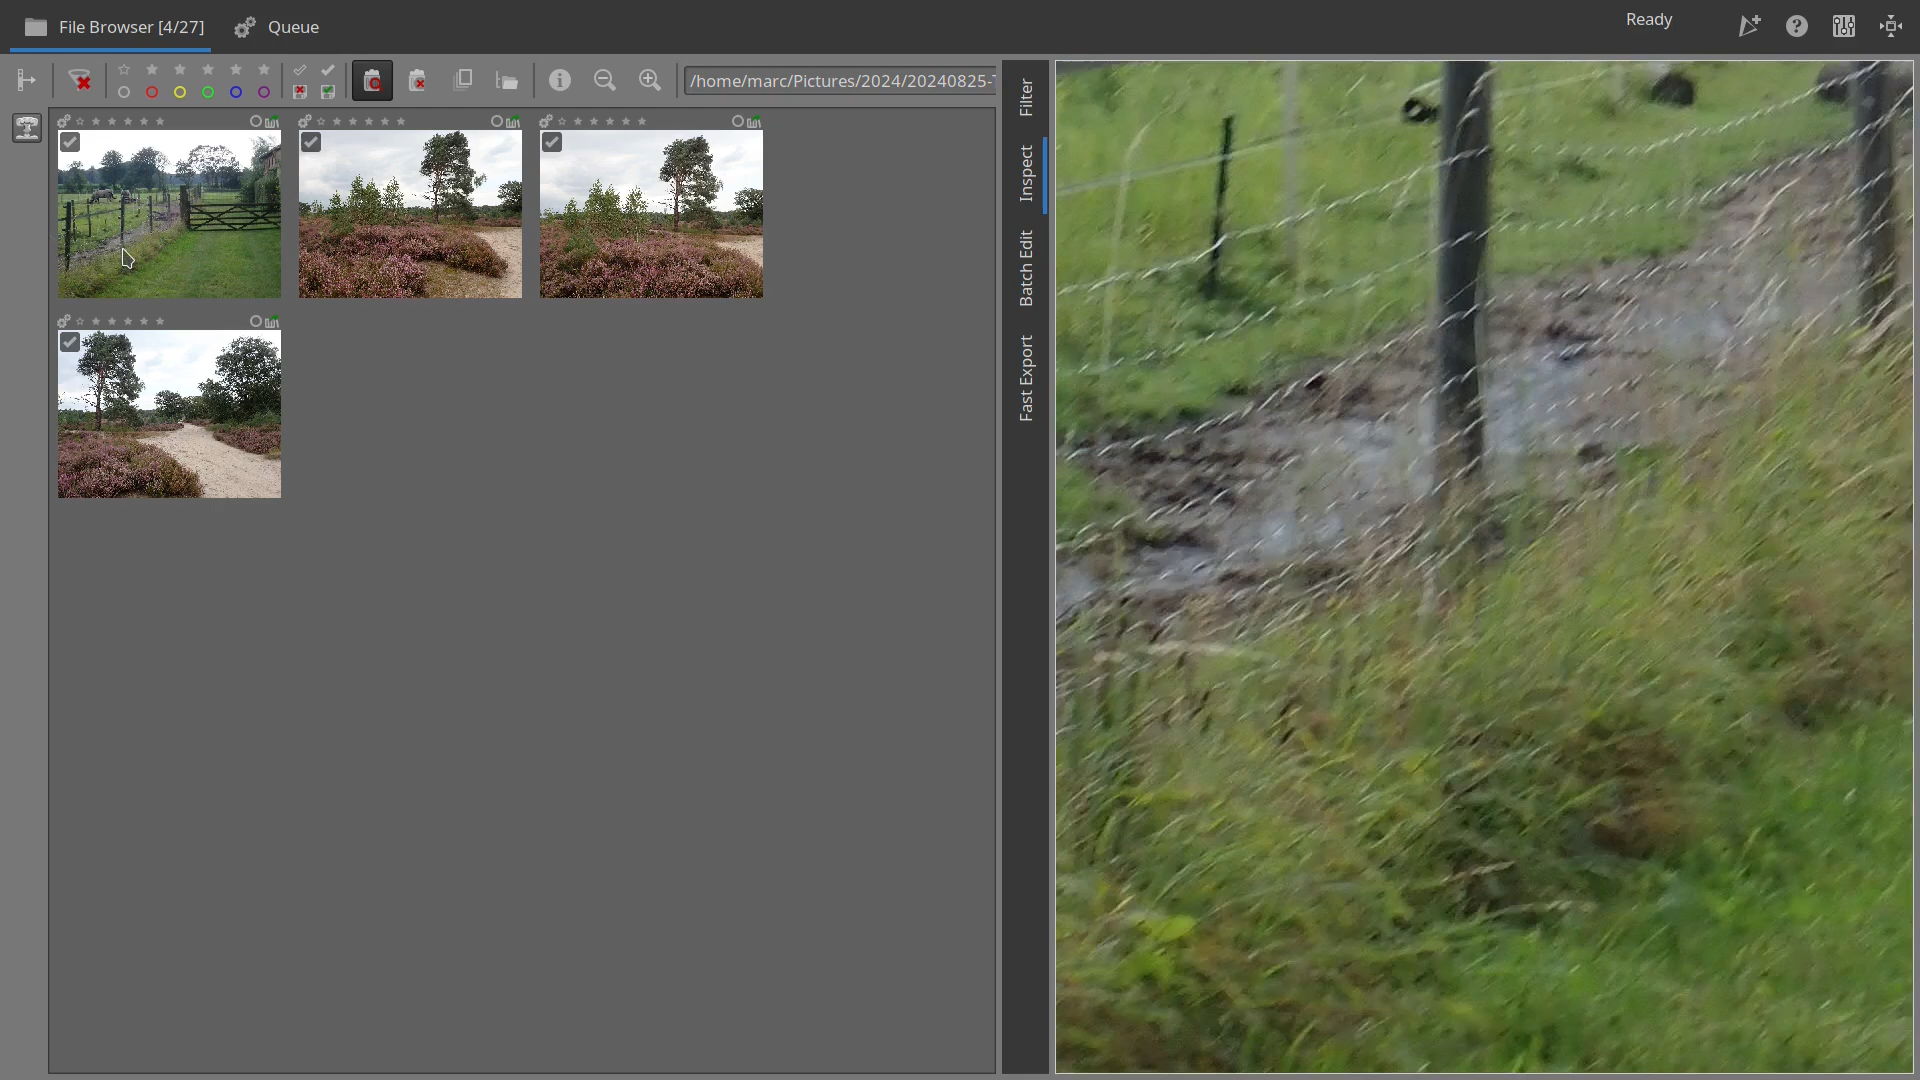 File Browser [4/27]
Queue
Ready
/home/marc/Pictures/2024/20240825-
Filter
Inspect
Batch Edit
Fast Export